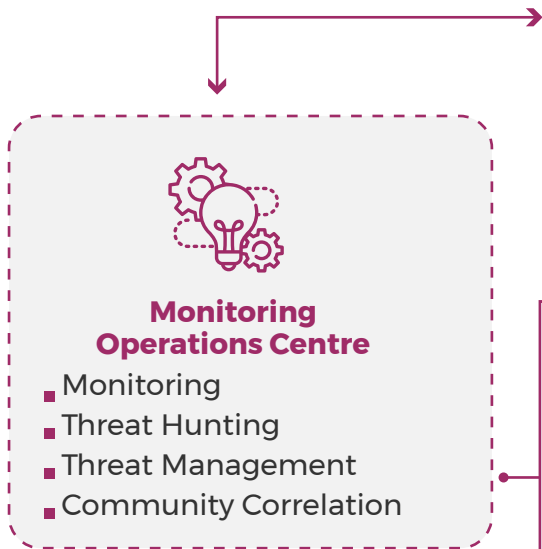 Monitoring
Operations Centre
Monitoring
Threat Hunting
Threat Management
Community Correlation